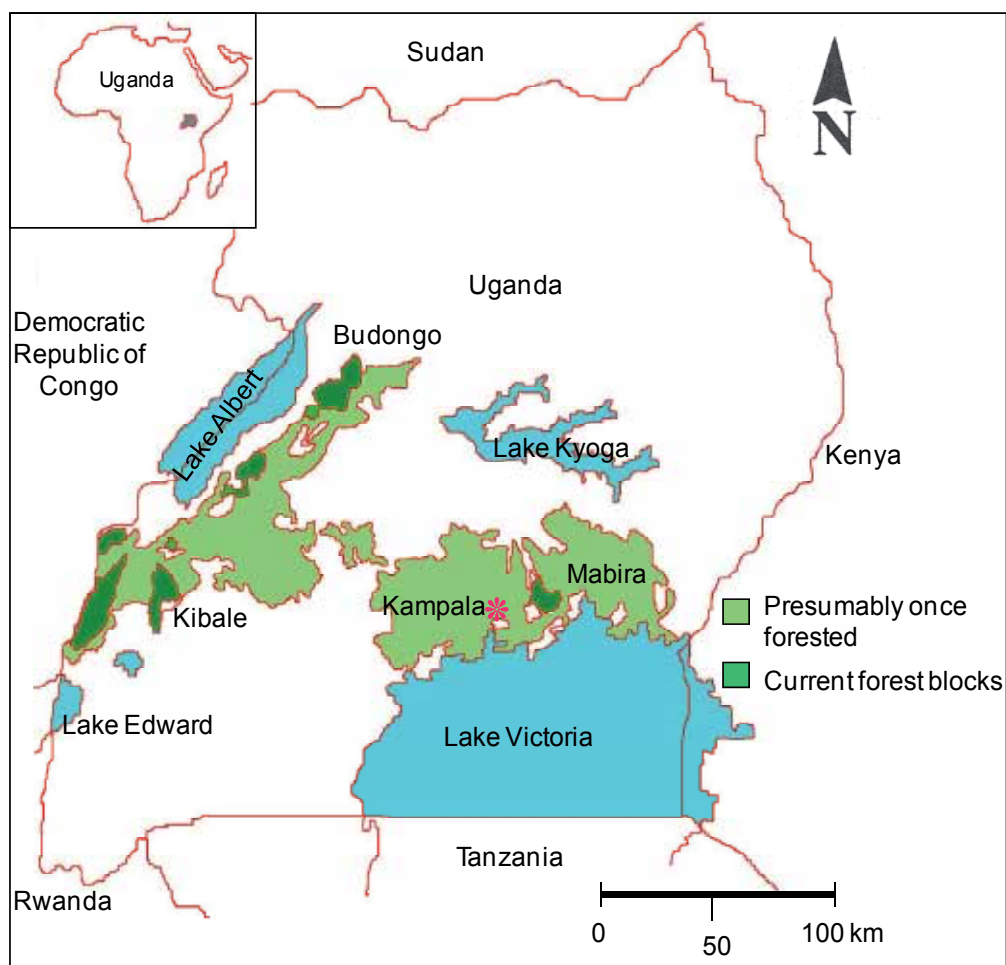 Uganda
Sudan
N
Uganda
Democratic
Republic of
Congo
Budongo
Lake Albert
Lake Kyoga
Kenya
Mabira
Kampala
Kibale
Presumably once
forested
Current forest blocks
Lake Edward
Lake Victoria
Tanzania
Rwanda
0
50
100 km